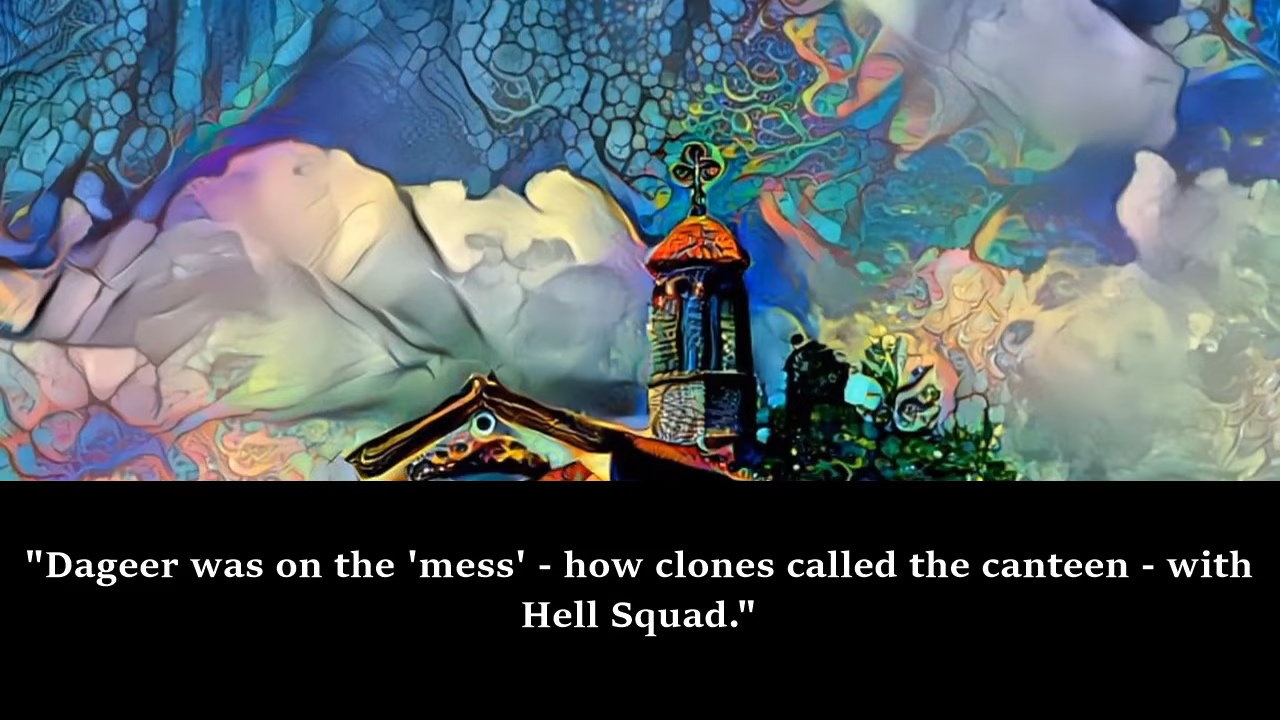 "Dageer was on the 'mess' - how clones called the canteen - with
Hell Squad."